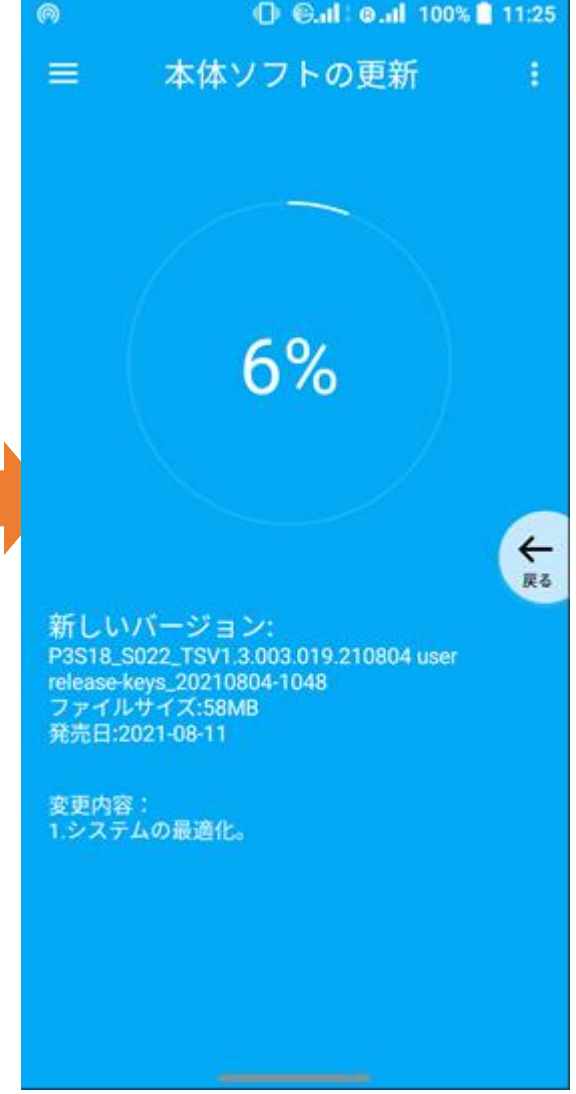 100% 11:25
本体ソフトの更新
6%
戻る
新しいバージョン:
P3S18_S022_TSV1.3.003.019.210804 user
release-keys_20210804-1048
ファイルサイズ:58MB
発売日:2021-08-11
変更内容：
1.システムの最適化。